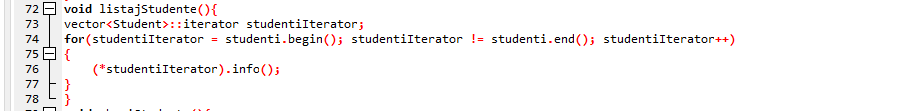 72 void listajStudente(){
73 vector<Student>::iterator studentiIterator;
74 for(studentiIterator = studenti.begin(); studentiIterator != studenti.end(); studentiIterator++)
75 {
76 (*studentiIterator).info();
77 }
78 }